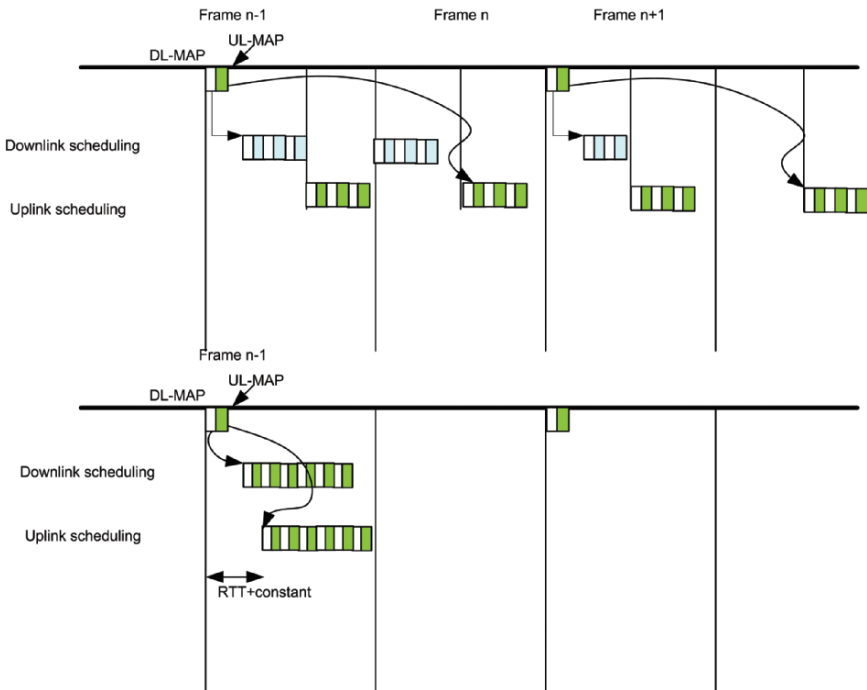 Frame n-1
Frame n
Frame n+1
UL-MAP
DL-MAP
Downlink scheduling
Uplink scheduling
Frame n-1
UL-MAP
DL-MAP
Downlink scheduling
Uplink scheduling
RTT+constant